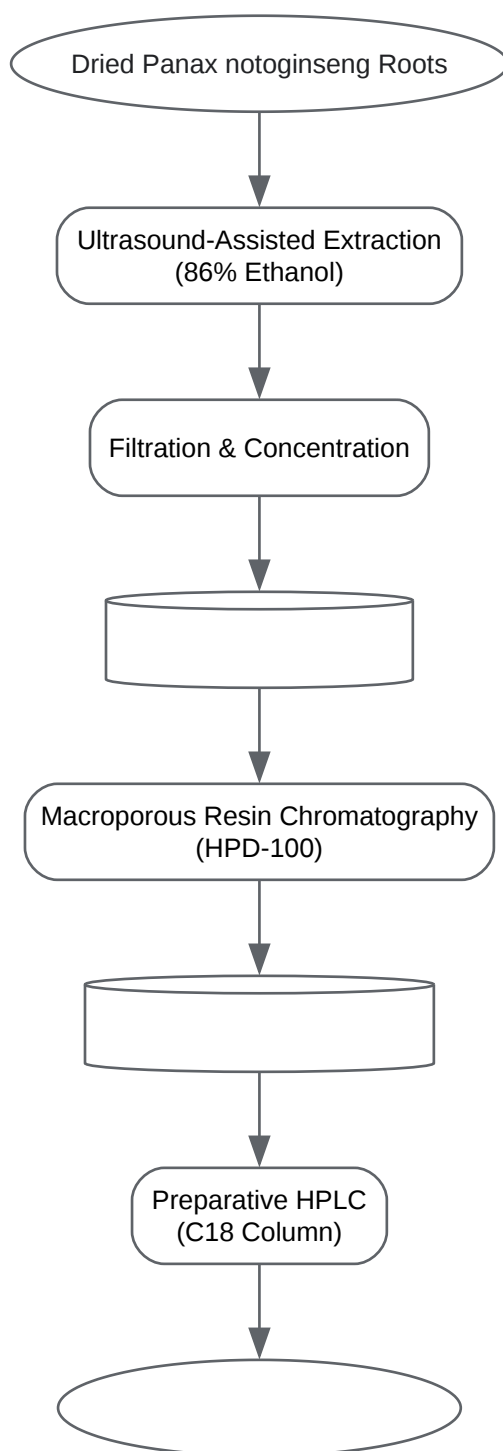 Dried Panax notoginseng Roots
Ultrasound-Assisted Extraction
(86% Ethanol)
Filtration & Concentration
Macroporous Resin Chromatography
(HPD-100)
Preparative HPLC
(C18 Column)